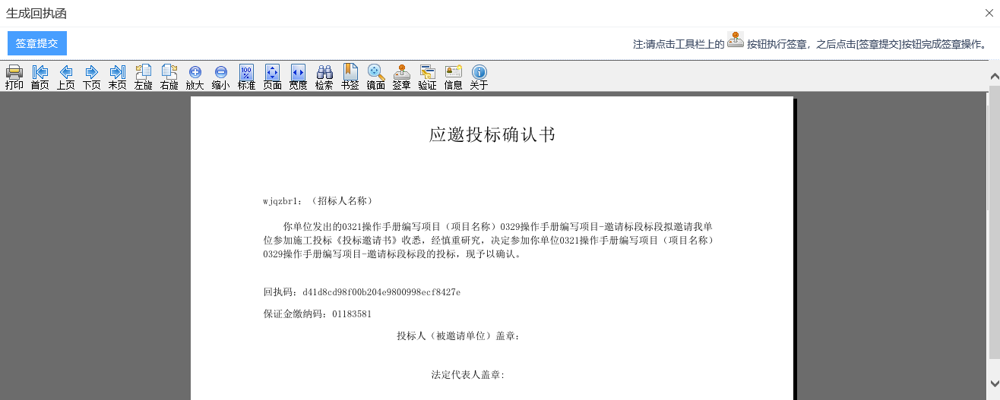 生成回执函
签章提交
注:请点击工具栏上的 按钮执行签章，之后点击[签章提交]按钮完成签章操作。
打印 首页 上页 下页 末页 左旋 右旋 放大 缩小 标准 页面 宽度 检索 书签 镜面 签章 验证 信息 关于
应邀投标确认书
wjqzbr1：（招标人名称）
你单位发出的0321操作手册编写项目（项目名称）0329操作手册编写项目-邀请标段标段拟邀请我单
位参加施工投标《投标邀请书》收悉，经慎重研究，决定参加你单位0321操作手册编写项目（项目名称）
0329操作手册编写项目-邀请标段标段的投标，现予以确认。
回执码：d41d8cd98f00b204e9800998ecf8427e
保证金缴纳码：01183581
投标人（被邀请单位）盖章：
法定代表人盖章: